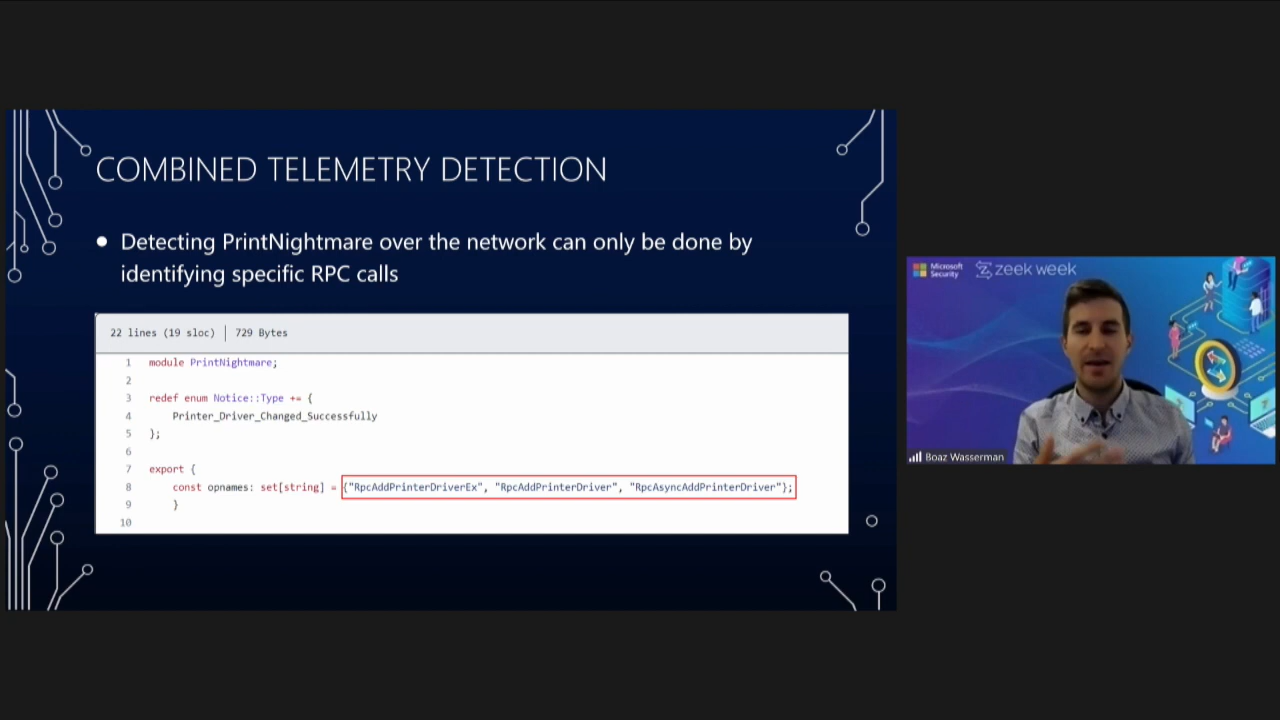 COMBINED TELEMETRY DETECTION
● Detecting PrintNightmare over the network can only be done by
identifying specific RPC calls
22 lines (19 sloc) | 729 Bytes
1 module PrintNightmare;
2
3 redef enum Notice::Type += {
4 Printer_Driver_Changed_Successfully
5 };
6
7 export {
8 const opnames: set[string] = {"RpcAddPrinterDriverEx", "RpcAddPrinterDriver", "RpcAsyncAddPrinterDriver"};
9 }
10
Microsoft
Security
zeek week
Boaz Wasserman